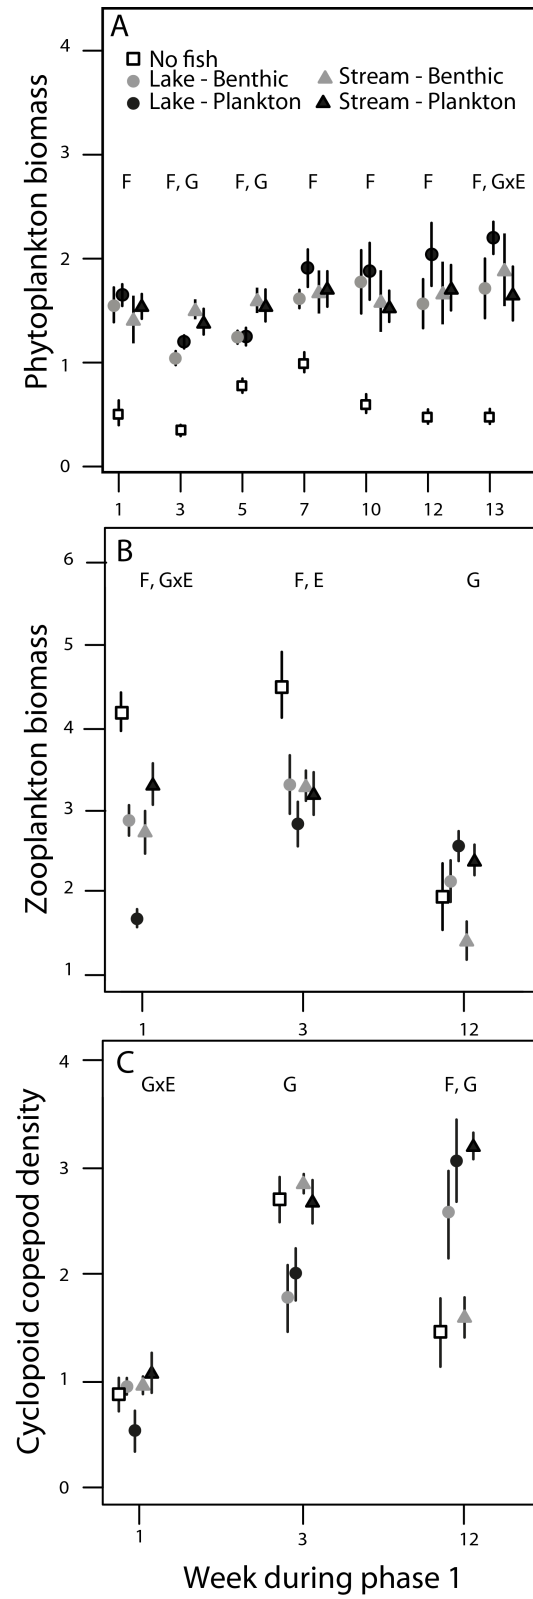 A
4
No fish
Lake - Benthic
Stream - Benthic
Lake - Plankton
Stream - Plankton
Phytoplankton biomass
3
F
F, G
F, G
F
F
F
F, GxE
2
1
0
1
3
5
7
10
12
13
B
6
F, GxE
F, E
G
Zooplankton biomass
5
4
3
2
1
1
3
12
C
4
GxE
G
F, G
Cyclopoid copepod density
3
2
1
0
1
3
12
Week during phase 1